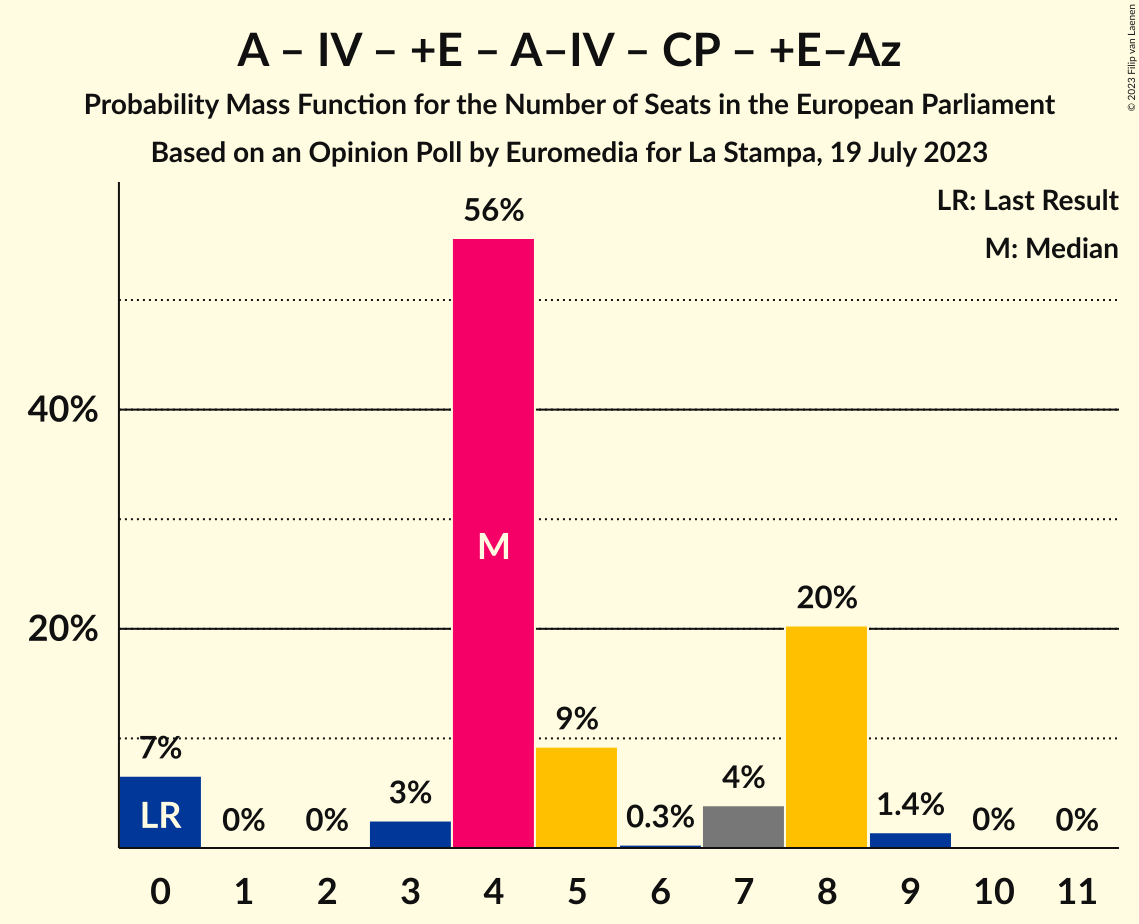 A – IV – +E – A–IV – CP – +E–Az
Probability Mass Function for the Number of Seats in the European Parliament
Based on an Opinion Poll by Euromedia for La Stampa, 19 July 2023
© 2023 Filip van Laenen
LR: Last Result
M: Median
56%
40%
M
20%
20%
9%
7%
4%
3%
1.4%
0.3%
LR
0%
0%
0%
0%
0 1 2 3 4 5 6 7 8 9 10 11